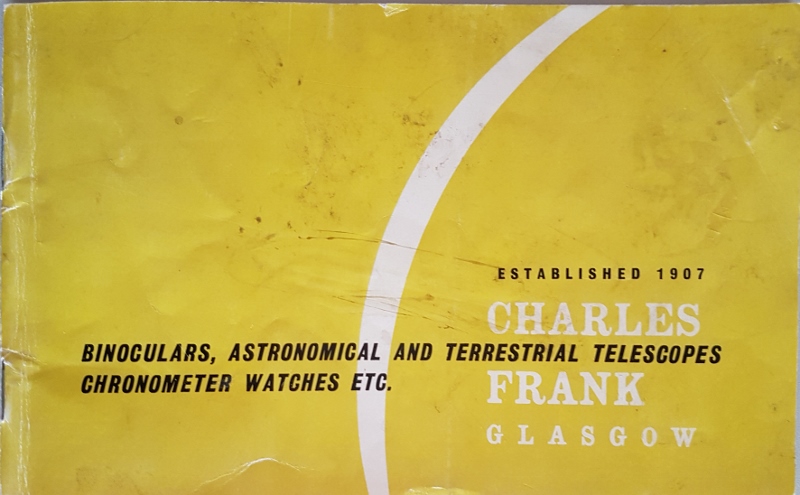 ESTABLISHED 1907
CHARLES
BINOCULARS, ASTRONOMICAL AND TERRESTRIAL TELESCOPES
CHRONOMETER WATCHES ETC.
FRANK
GLASGOW